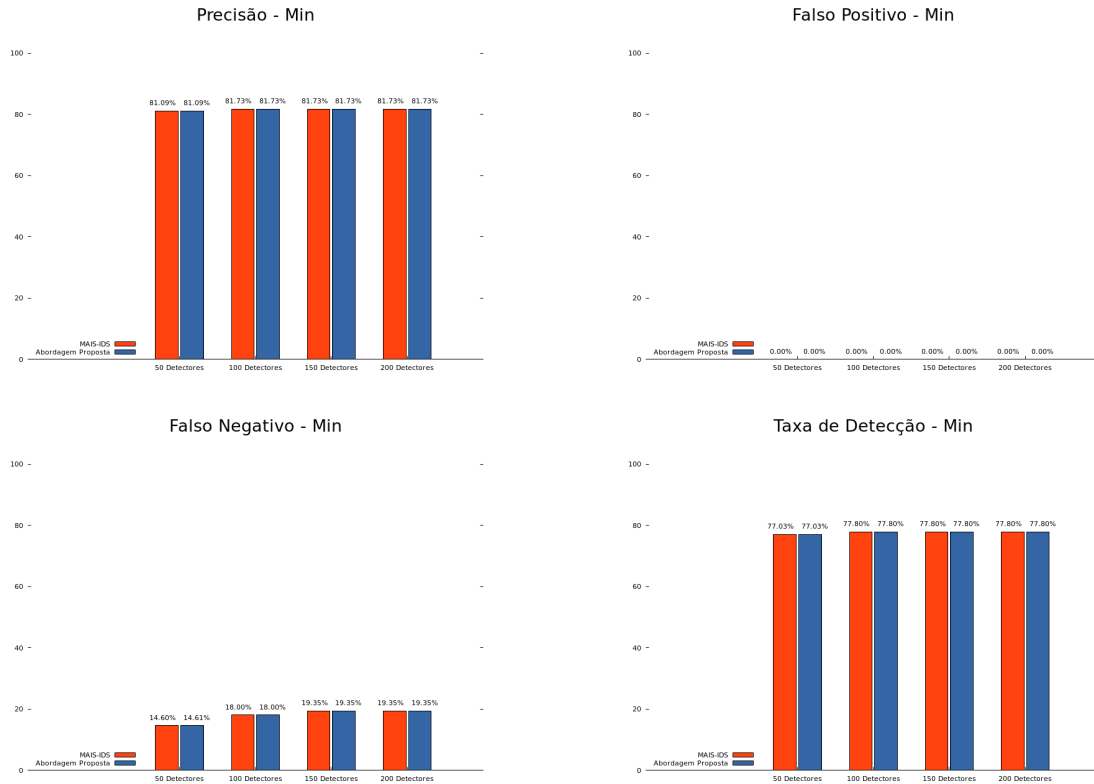 Precisão - Min
100
80
60
40
20
0
81.09% 81.09% 81.73% 81.73% 81.73% 81.73% 81.73% 81.73%
MAIS-IDS
Abordagem Proposta
50 Detectores 100 Detectores 150 Detectores 200 Detectores
Falso Positivo - Min
100
80
60
40
20
0
MAIS-IDS
Abordagem Proposta
0.00% 0.00% 0.00% 0.00% 0.00% 0.00% 0.00% 0.00%
50 Detectores 100 Detectores 150 Detectores 200 Detectores
Falso Negativo - Min
100
80
60
40
20
0
14.60% 14.61% 18.00% 18.00% 19.35% 19.35% 19.35% 19.35%
MAIS-IDS
Abordagem Proposta
50 Detectores 100 Detectores 150 Detectores 200 Detectores
Taxa de Detecção - Min
100
80
60
40
20
0
77.03% 77.03% 77.80% 77.80% 77.80% 77.80% 77.80% 77.80%
MAIS-IDS
Abordagem Proposta
50 Detectores 100 Detectores 150 Detectores 200 Detectores